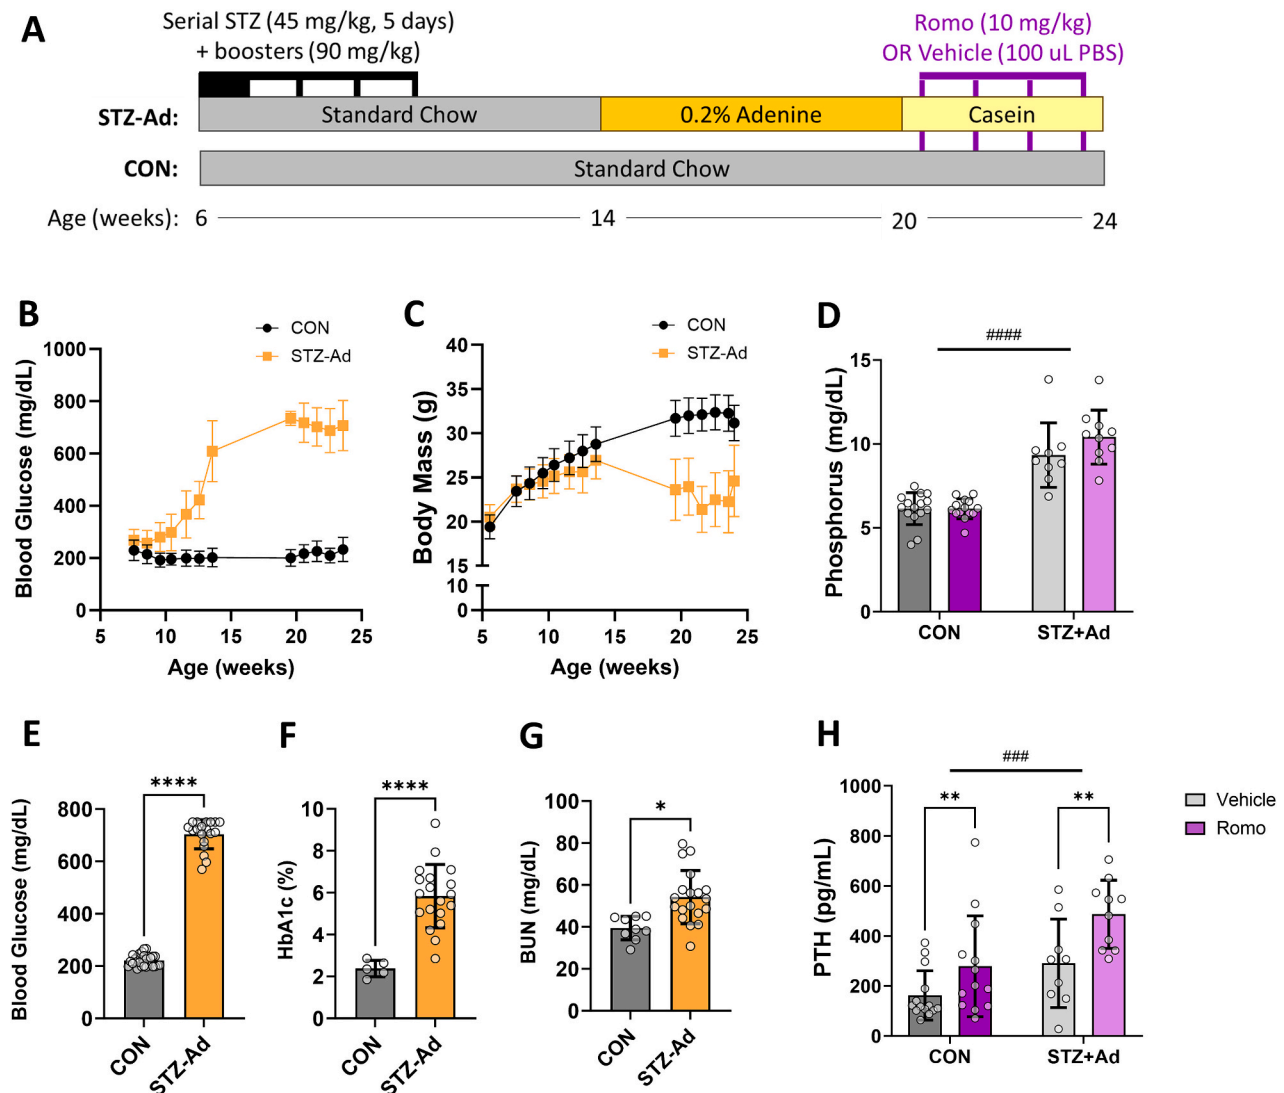 A
Serial STZ (45 mg/kg, 5 days)
+ boosters (90 mg/kg)
Romo (10 mg/kg)
OR Vehicle (100 uL PBS)
STZ-Ad:
Standard Chow
0.2% Adenine
Casein
CON:
Standard Chow
Age (weeks):
6
14
20
24
B
CON
STZ-Ad
Blood Glucose (mg/dL)
1000
800
600
400
200
0
5
10
15
20
25
Age (weeks)
C
CON
STZ-Ad
Body Mass (g)
40
35
30
25
20
15
10
0
5
10
15
20
25
Age (weeks)
D
####
Phosphorus (mg/dL)
15
10
5
0
CON
STZ+Ad
E
****
Blood Glucose (mg/dL)
800
600
400
200
0
CON
STZ-Ad
F
****
HbA1c (%)
10
8
6
4
2
0
CON
STZ-Ad
G
*
BUN (mg/dL)
100
80
60
40
20
0
CON
STZ-Ad
H
###
**
**
PTH (pg/mL)
1000
800
600
400
200
0
CON
STZ+Ad
Vehicle
Romo